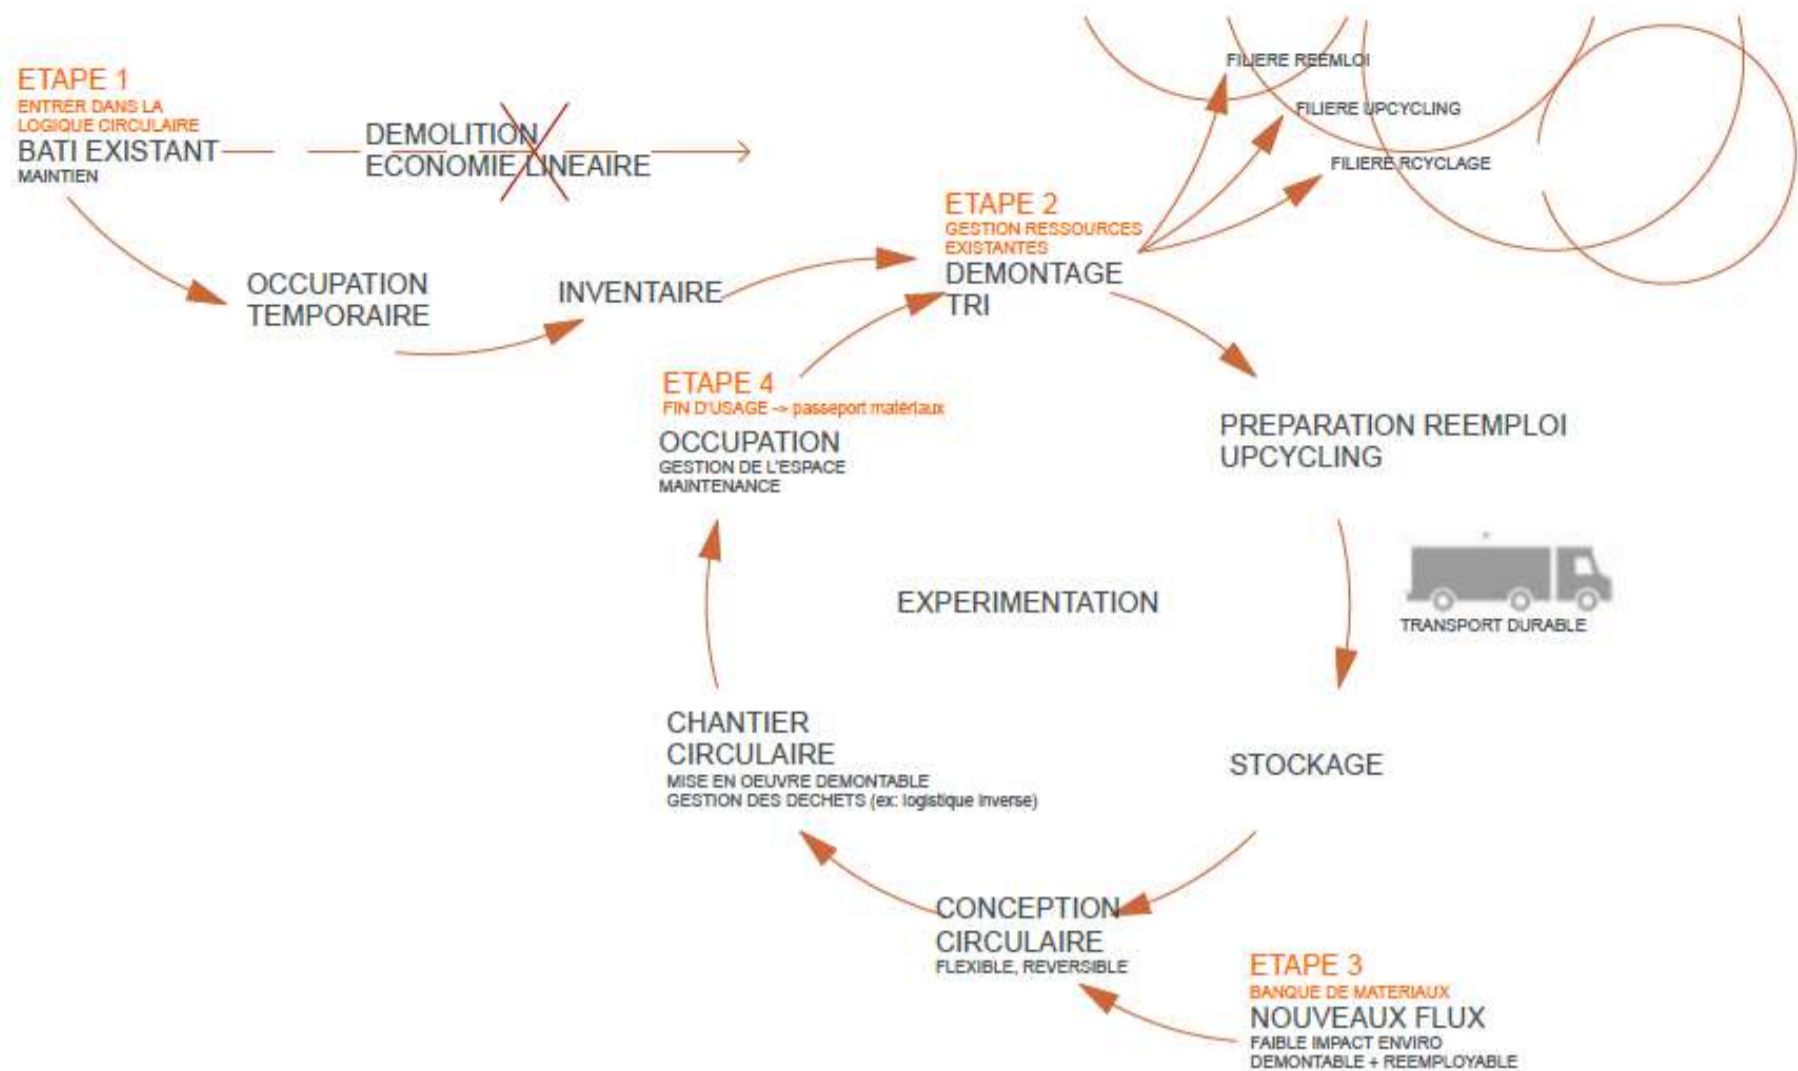 ETAPE 1
ENTRER DANS LA
LOGIQUE CIRCULAIRE
BATI EXISTANT
MAINTIEN
DEMOLITION
ECONOMIE LINEAIRE
OCCUPATION
TEMPORAIRE
INVENTAIRE
ETAPE 2
GESTION RESSOURCES
EXISTANTES
DEMONTAGE
TRI
FILIERE REEMLOI
FILIERE UPCYCLING
FILIERE RCYCLAGE
ETAPE 4
FIN D'USAGE -> passeport matériaux
OCCUPATION
GESTION DE L'ESPACE
MAINTENANCE
PREPARATION REEMPLOI
UPCYCLING
EXPERIMENTATION
TRANSPORT DURABLE
CHANTIER
CIRCULAIRE
MISE EN OEUVRE DEMONTABLE
GESTION DES DECHETS (ex: logistique inverse)
STOCKAGE
CONCEPTION
CIRCULAIRE
FLEXIBLE, REVERSIBLE
ETAPE 3
BANQUE DE MATERIAUX
NOUVEAUX FLUX
FAIBLE IMPACT ENVIRO
DEMONTABLE + REEMPLOYABLE